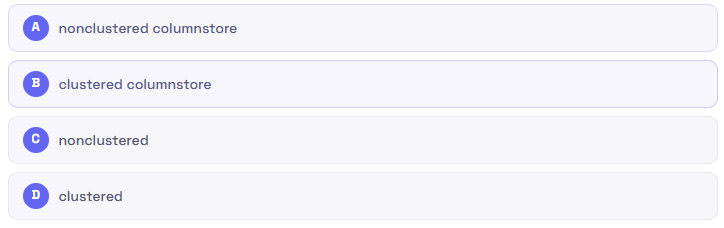 A nonclustered columnstore
B clustered columnstore
C nonclustered
D clustered